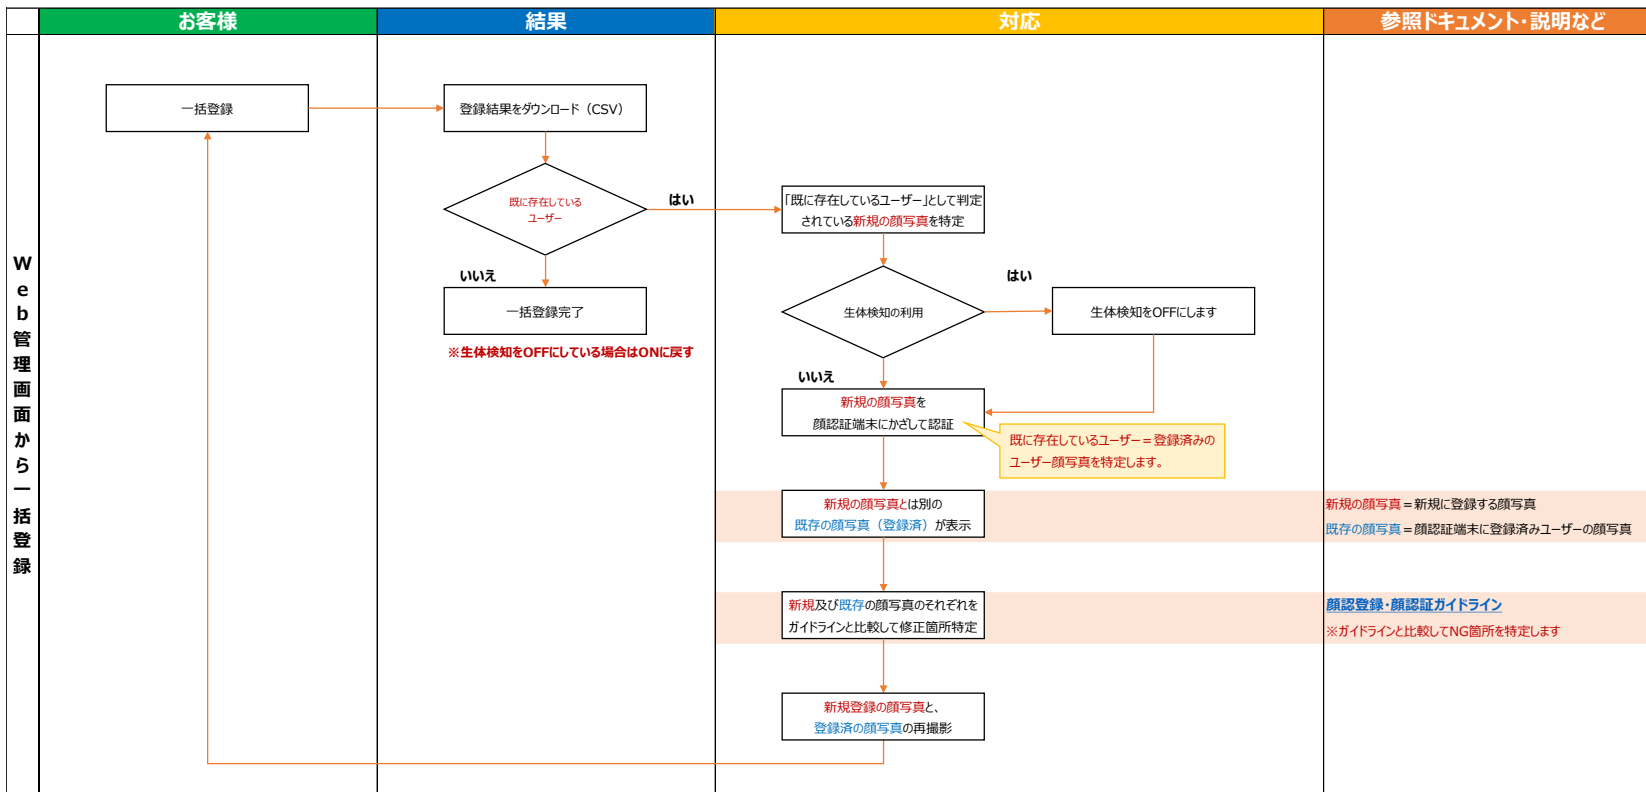 お客様
結果
対応
参照ドキュメント・説明など
Web管理画面から一括登録
一括登録
登録結果をダウンロード（CSV）
既に存在している
ユーザー
はい
いいえ
一括登録完了
※生体検知をOFFにしている場合はONに戻す
「既に存在しているユーザー」として判定
されている新規の顔写真を特定
生体検知の利用
はい
生体検知をOFFにします
いいえ
新規の顔写真を
顔認証端末にかざして認証
既に存在しているユーザー＝登録済みの
ユーザー顔写真を特定します。
新規の顔写真とは別の
既存の顔写真（登録済）が表示
新規の顔写真＝新規に登録する顔写真
既存の顔写真＝顔認証端末に登録済みユーザーの顔写真
新規及び既存の顔写真のそれぞれを
ガイドラインと比較して修正箇所特定
顔認登録・顔認証ガイドライン
※ガイドラインと比較してNG箇所を特定します
新規登録の顔写真と、
登録済の顔写真の再撮影